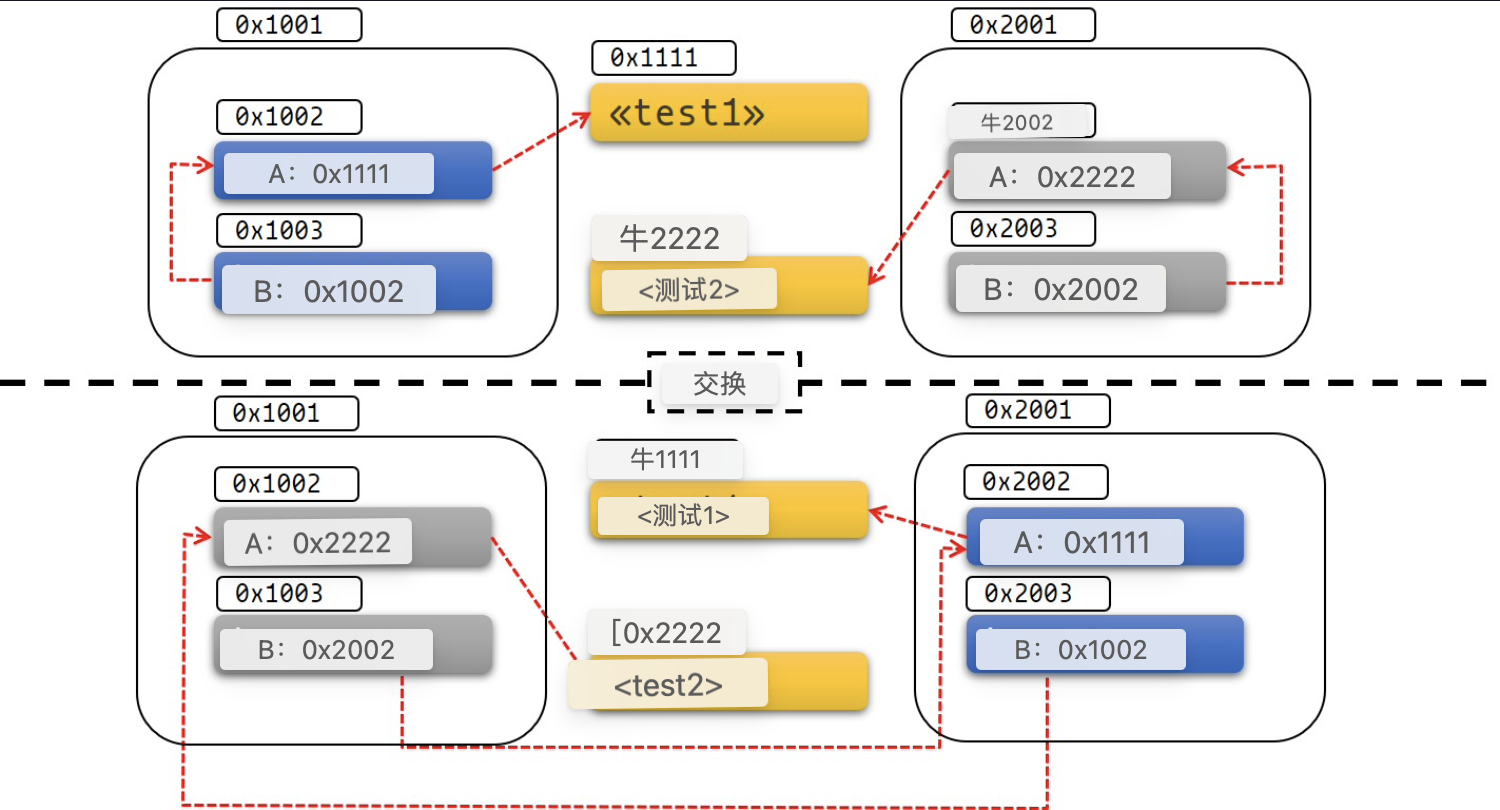 0x1001
0x2001
0x1111
0x1002
«test1»
牛2002
A：0x1111
A：0x2222
0x1003
0x2003
牛2222
B：0x1002
<测试2>
B：0x2002
交换
0x1001
0x2001
牛1111
0x1002
0x2002
<测试1>
A：0x2222
A：0x1111
0x1003
0x2003
[0x2222
B：0x2002
B：0x1002
<test2>